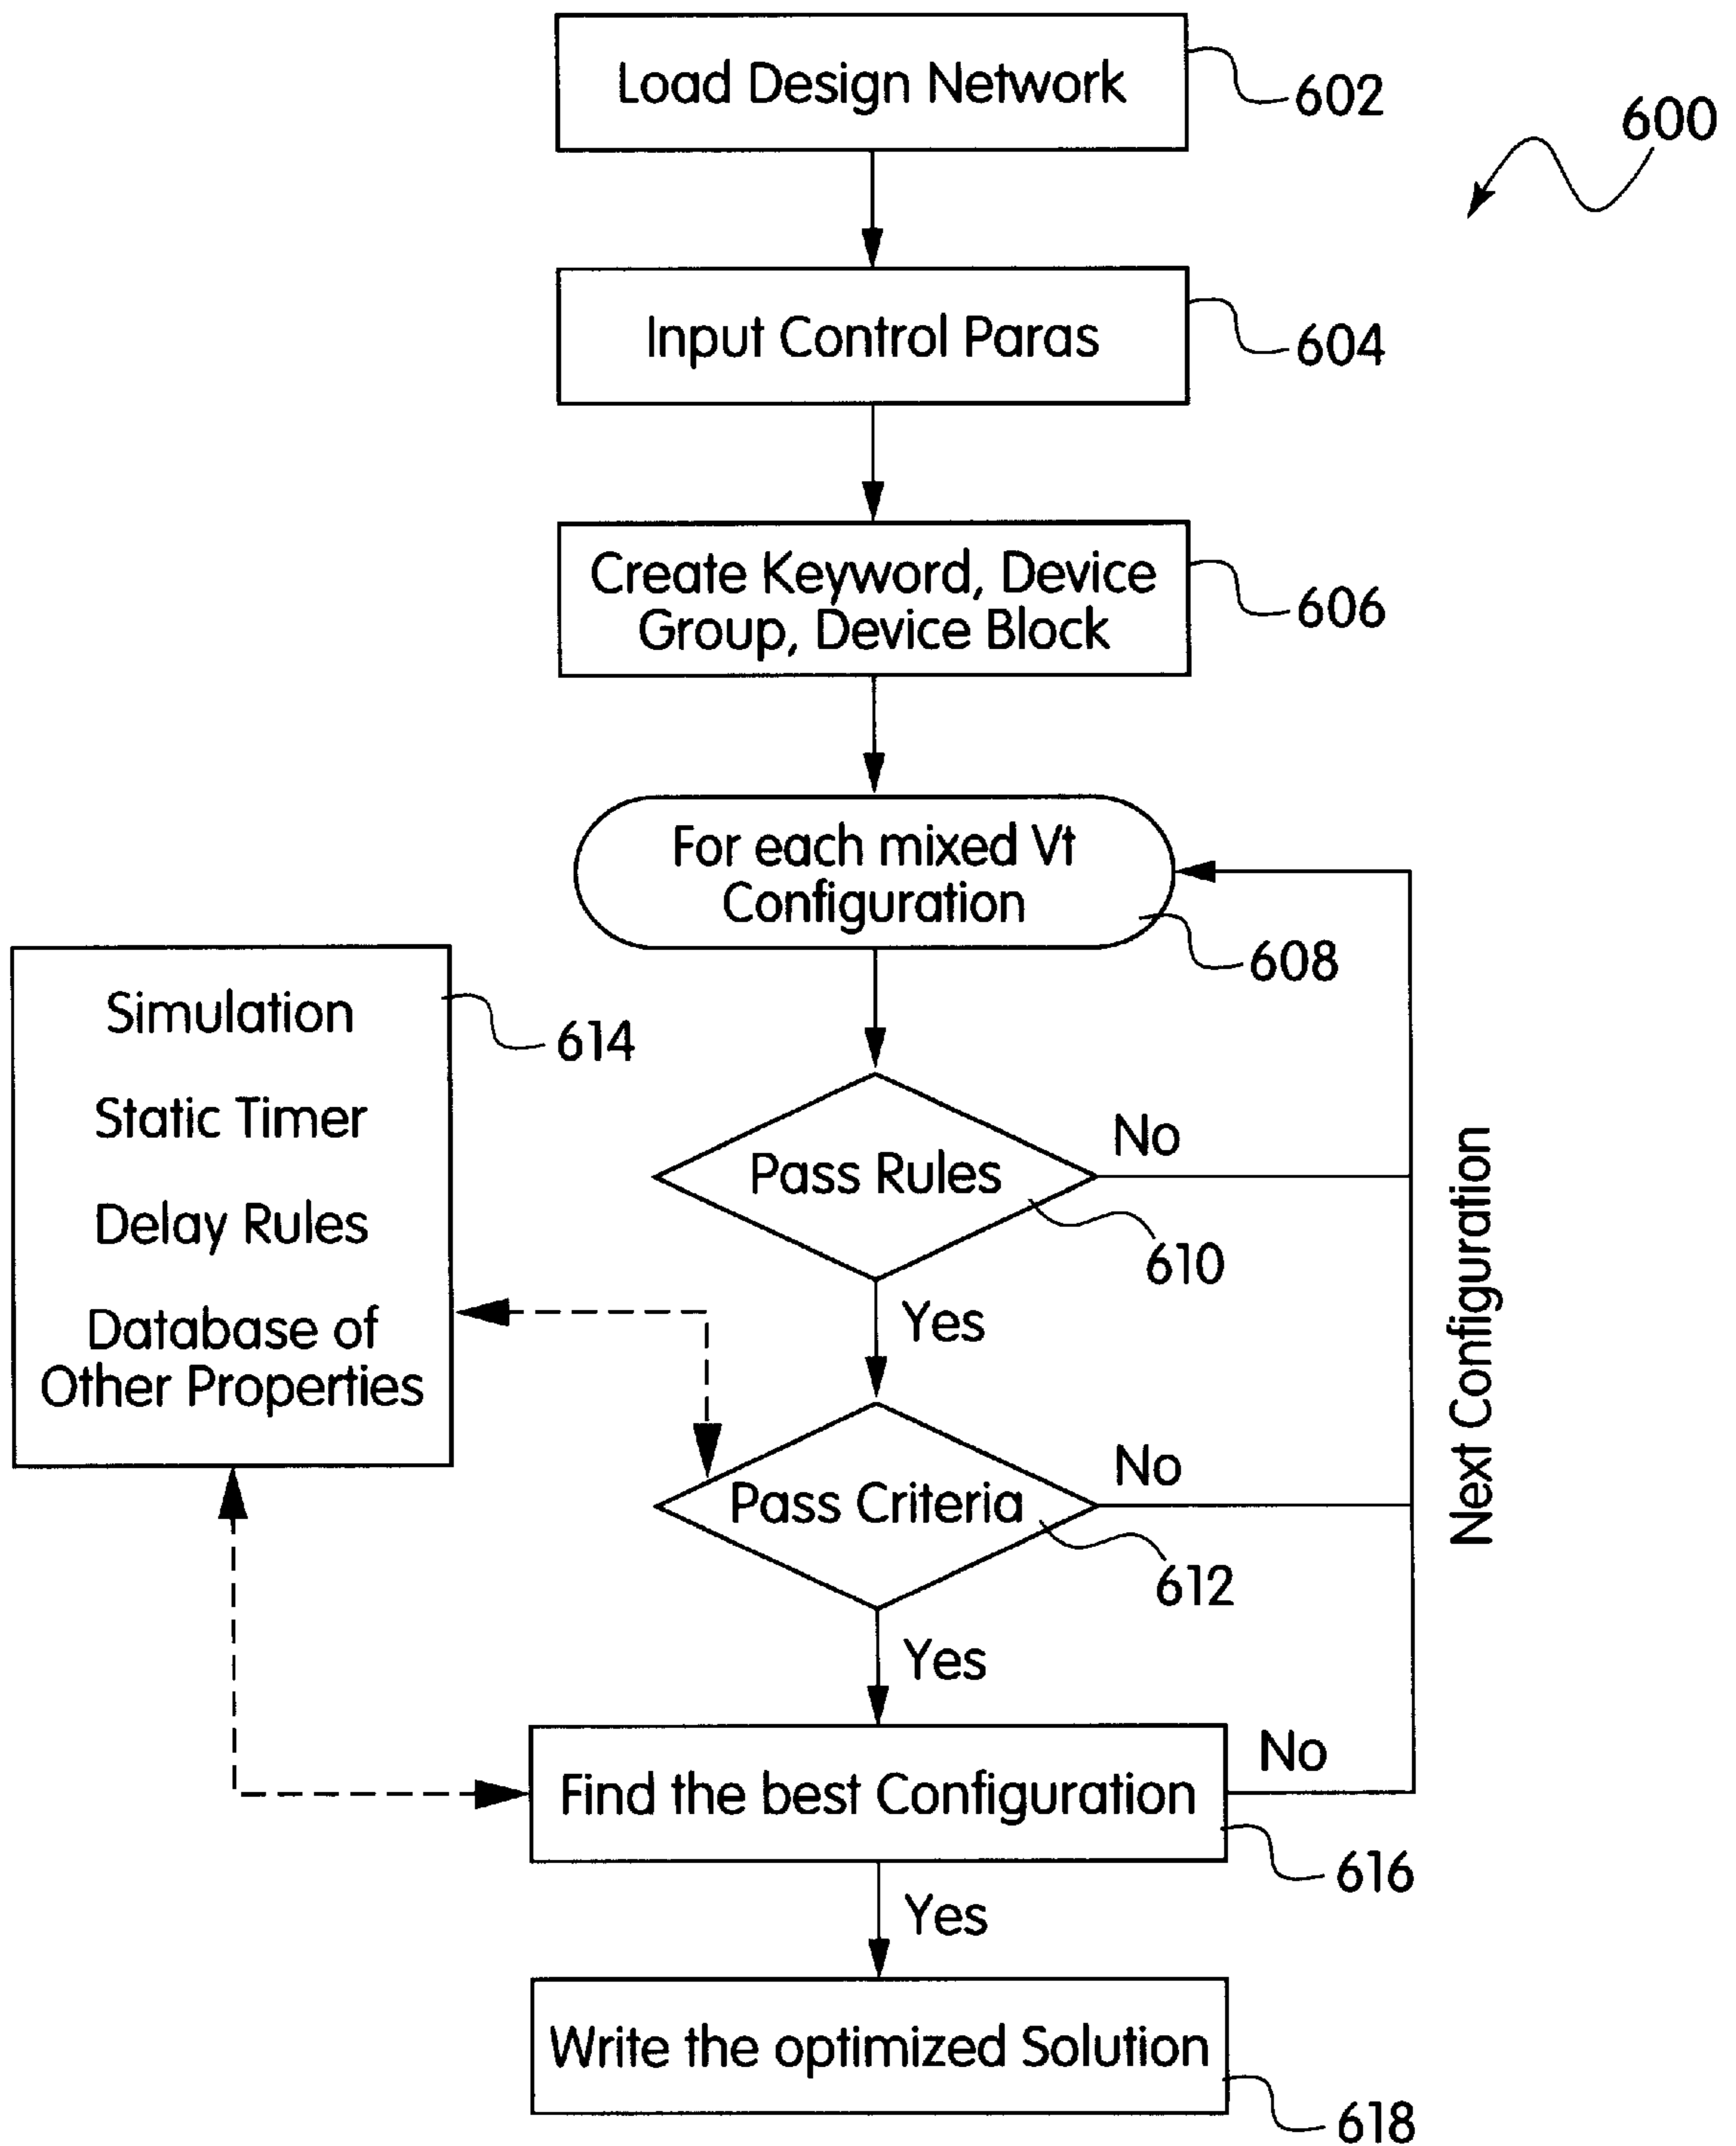 Load Design Network
602
600
Input Control Paras
604
Create Keyword, Device
Group, Device Block
606
For each mixed Vt
Configuration
608
Simulation
614
Static Timer
Delay Rules
Database of
Other Properties
Pass Rules
No
610
Yes
Next Configuration
Pass Criteria
No
612
Yes
Find the best Configuration
No
616
Yes
Write the optimized Solution
618